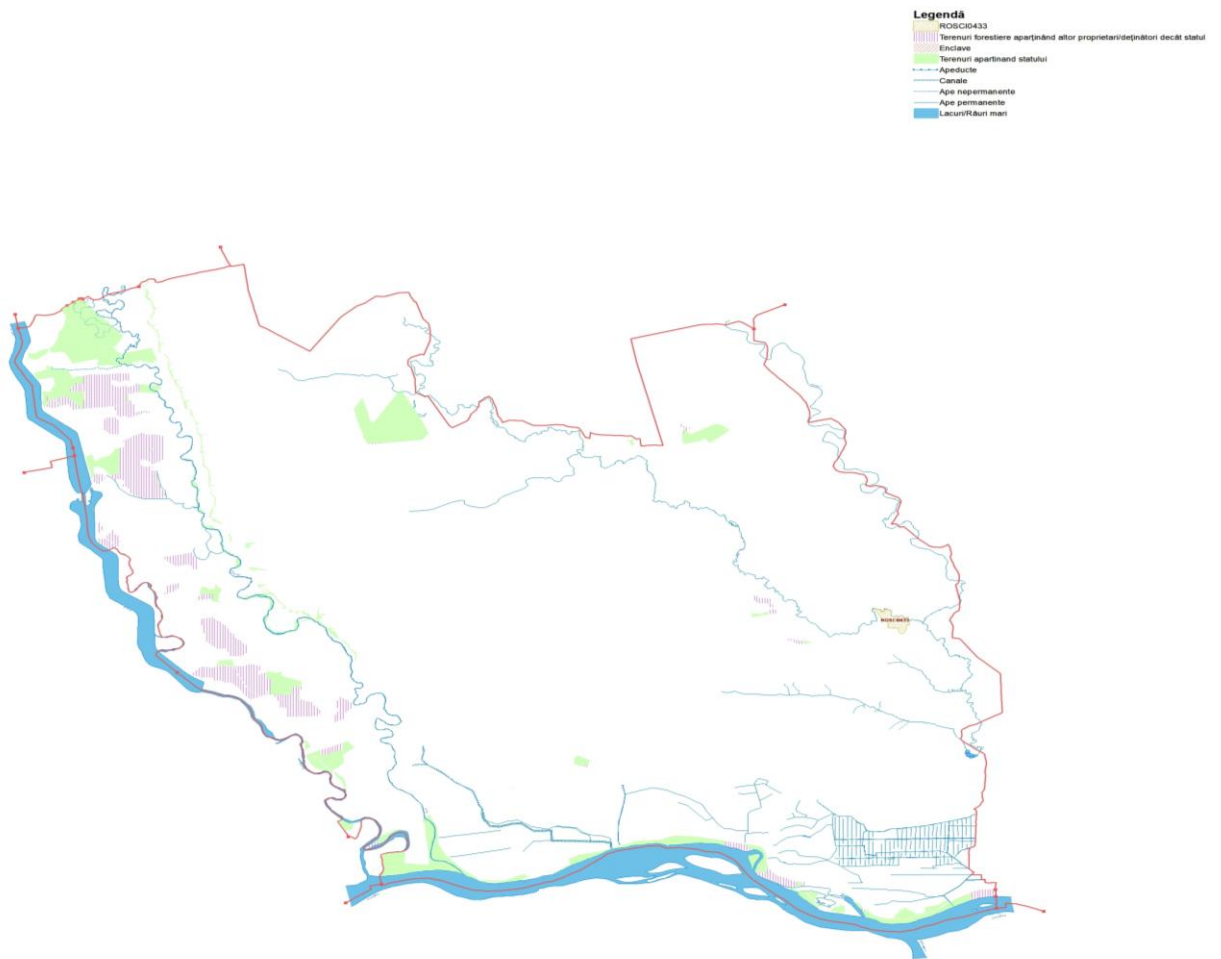 Legendă
ROSCI0433
Terenuri forestiere aparținând altor proprietari/deținători decât statul
Enclave
Terenuri apartinand statului
Apeducte
Canale
Ape nepermanente
Ape permanente
Lacuri/Râuri mari
ROSCI0433